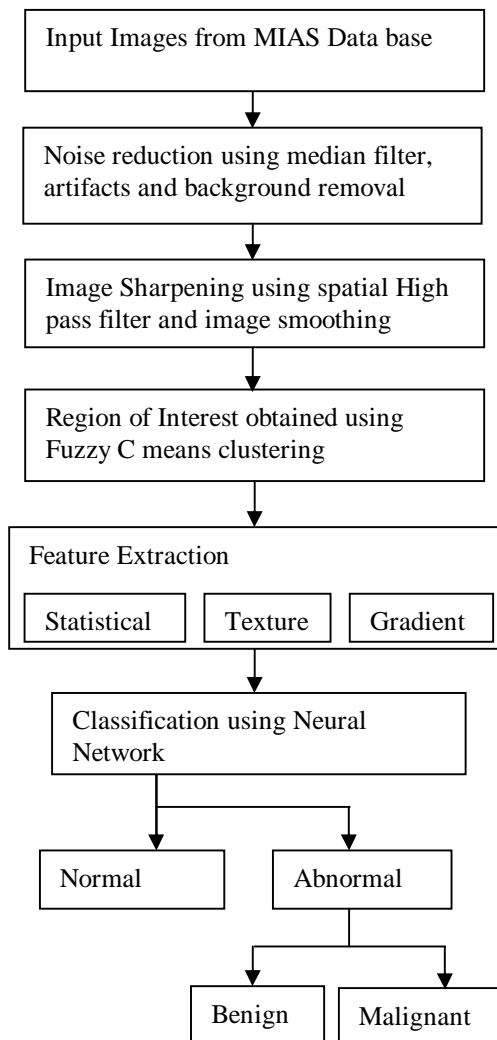 Input Images from MIAS Data base
Noise reduction using median filter,
artifacts and background removal
Image Sharpening using spatial High
pass filter and image smoothing
Region of Interest obtained using
Fuzzy C means clustering
Feature Extraction
Statistical
Texture
Gradient
Classification using Neural
Network
Normal
Abnormal
Benign
Malignant